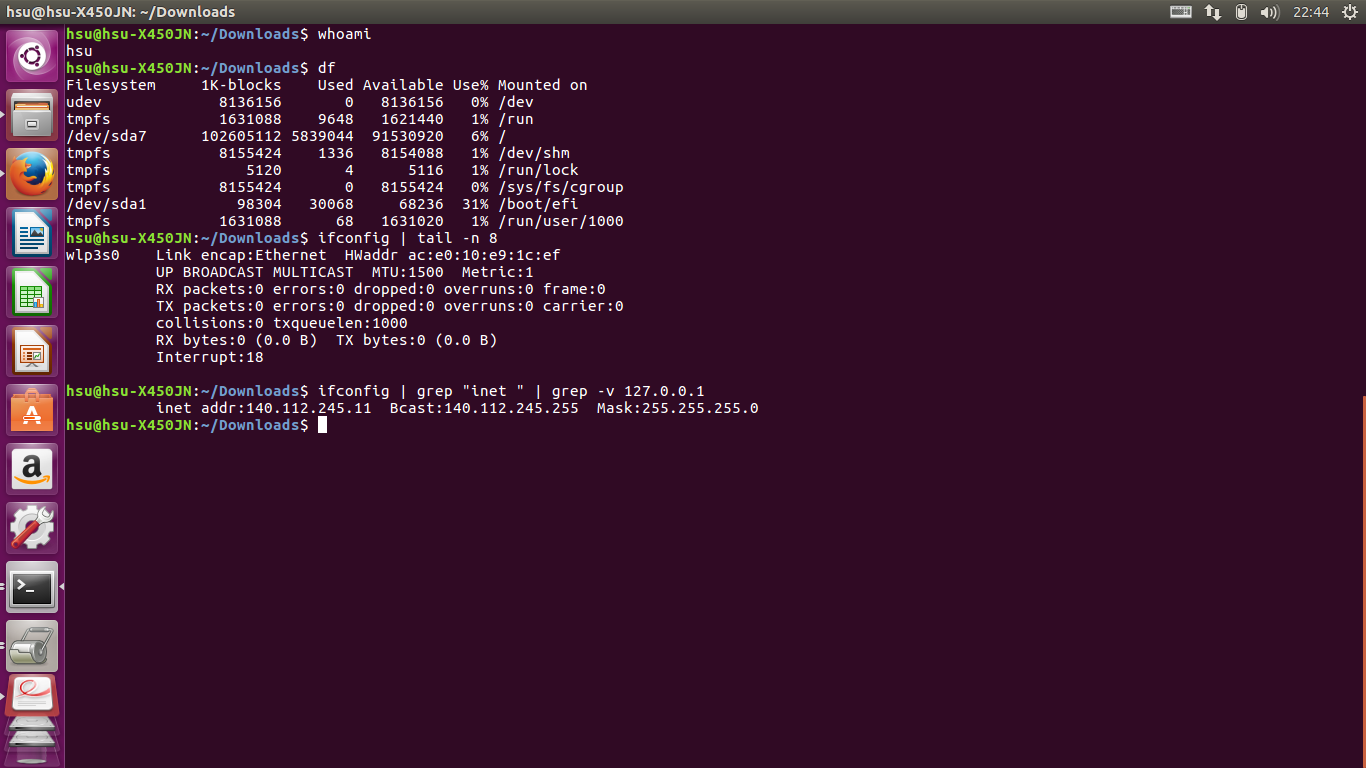 hsu@hsu-X450JN: ~/Downloads
22:44
hsu@hsu-X450JN:~/Downloads$ whoami
hsu
hsu@hsu-X450JN:~/Downloads$ df
Filesystem     1K-blocks    Used Available Use% Mounted on
udev             8136156       0   8136156   0% /dev
tmpfs            1631088    9648   1621440   1% /run
/dev/sda7      102605112 5839044  91530920   6% /
tmpfs            8155424    1336   8154088   1% /dev/shm
tmpfs               5120       4      5116   1% /run/lock
tmpfs            8155424       0   8155424   0% /sys/fs/cgroup
/dev/sda1          98304   30068     68236  31% /boot/efi
tmpfs            1631088      68   1631020   1% /run/user/1000
hsu@hsu-X450JN:~/Downloads$ ifconfig | tail -n 8
wlp3s0    Link encap:Ethernet  HWaddr ac:e0:10:e9:1c:ef
          UP BROADCAST MULTICAST  MTU:1500  Metric:1
          RX packets:0 errors:0 dropped:0 overruns:0 frame:0
          TX packets:0 errors:0 dropped:0 overruns:0 carrier:0
          collisions:0 txqueuelen:1000
          RX bytes:0 (0.0 B)  TX bytes:0 (0.0 B)
          Interrupt:18
hsu@hsu-X450JN:~/Downloads$ ifconfig | grep "inet " | grep -v 127.0.0.1
          inet addr:140.112.245.11  Bcast:140.112.245.255  Mask:255.255.255.0
hsu@hsu-X450JN:~/Downloads$